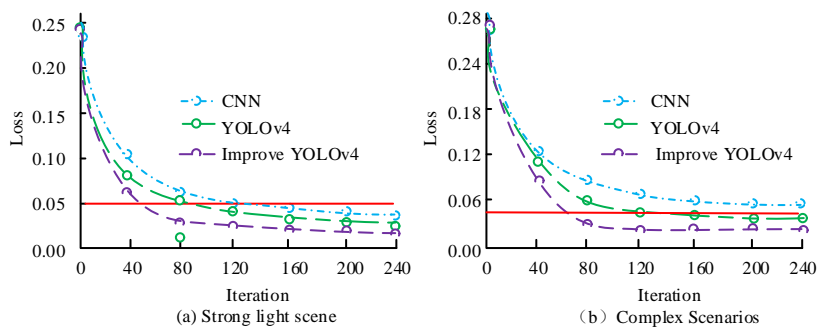 Loss
0.25
0.20
0.15
0.10
0.05
0.00
0
40
80
120
160
200
240
CNN
YOLOv4
Improve YOLOv4
Iteration
(a) Strong light scene
Loss
0.28
0.24
0.18
0.12
0.06
0.00
0
40
80
120
160
200
240
CNN
YOLOv4
Improve YOLOv4
Iteration
（b）Complex Scenarios